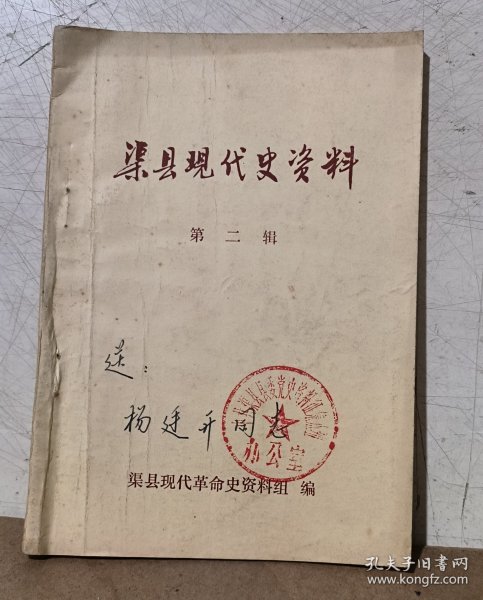 渠县现代史资料
第二辑
送:
杨廷开同志
办公室
渠县现代革命史资料组 编
孔夫子旧书网
www.kongfz.com